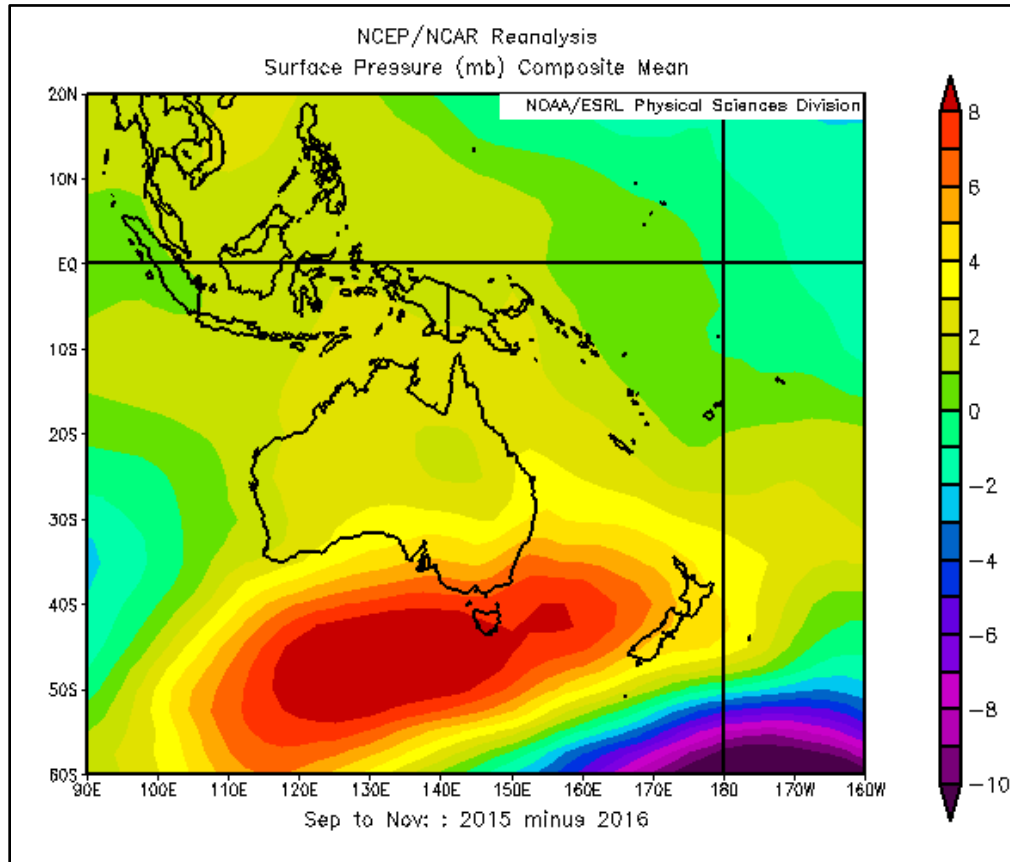 NCEP/NCAR Reanalysis
Surface Pressure (mb) Composite Mean
NOAA/ESRL Physical Sciences Division
20N
10N
EQ
10S
20S
30S
40S
50S
60S
90E 100E 110E 120E 130E 140E 150E 160E 170E 180 170W 160W
8
6
4
2
0
-2
-4
-6
-8
-10
Sep to Nov: : 2015 minus 2016